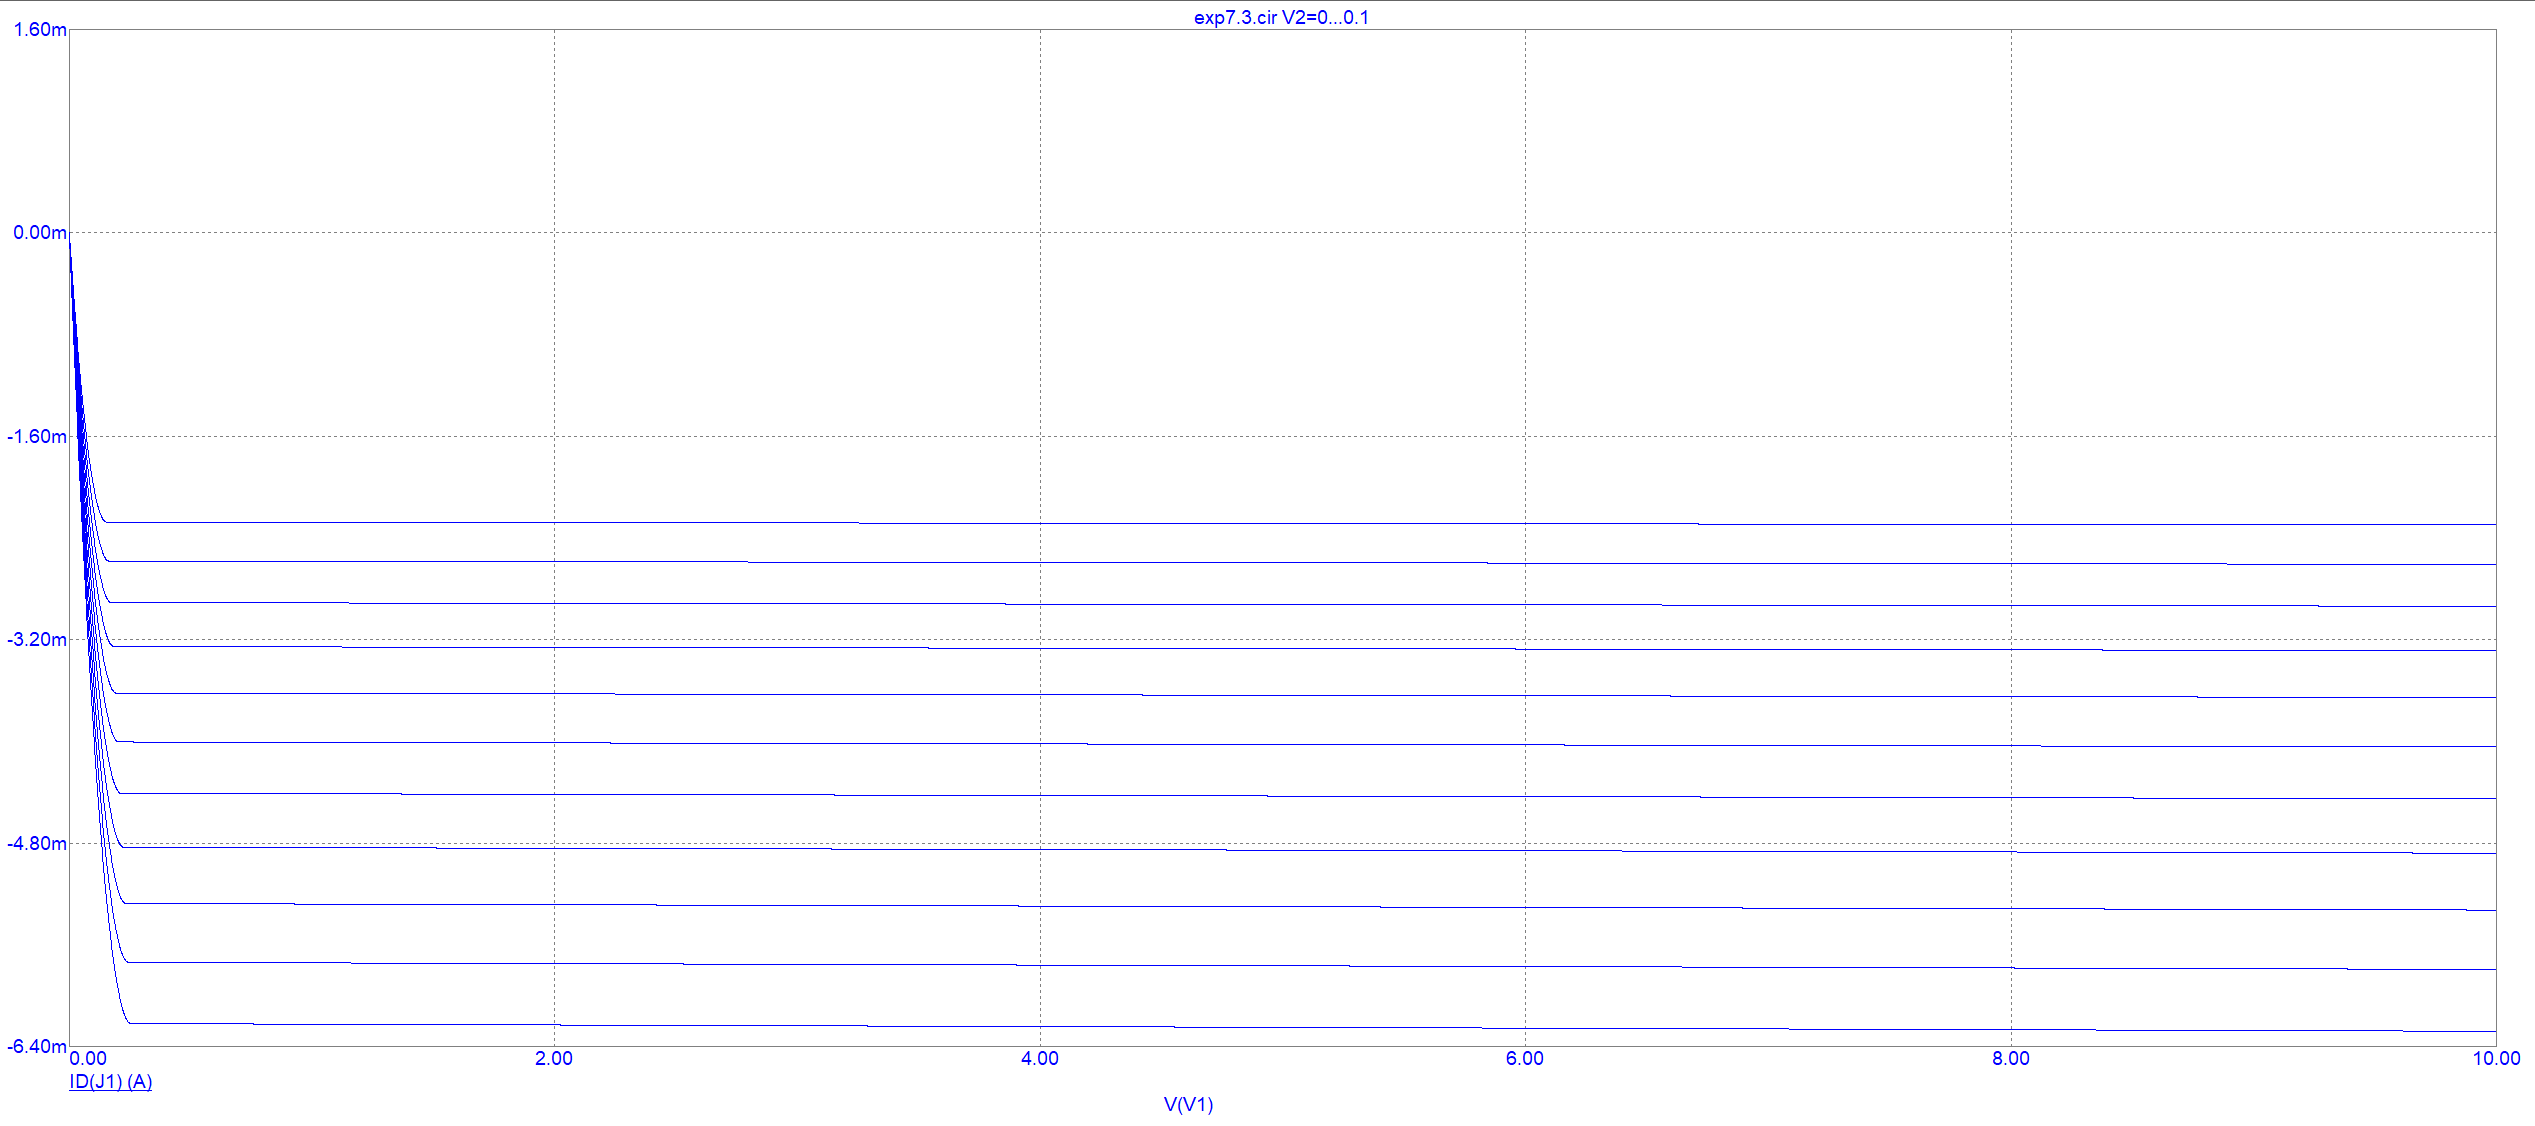 exp7.3.cir V2=0...0.1
1.60m
0.00m
-1.60m
-3.20m
-4.80m
-6.40m
0.00 2.00 4.00 6.00 8.00 10.00
ID(J1) (A)
V(V1)